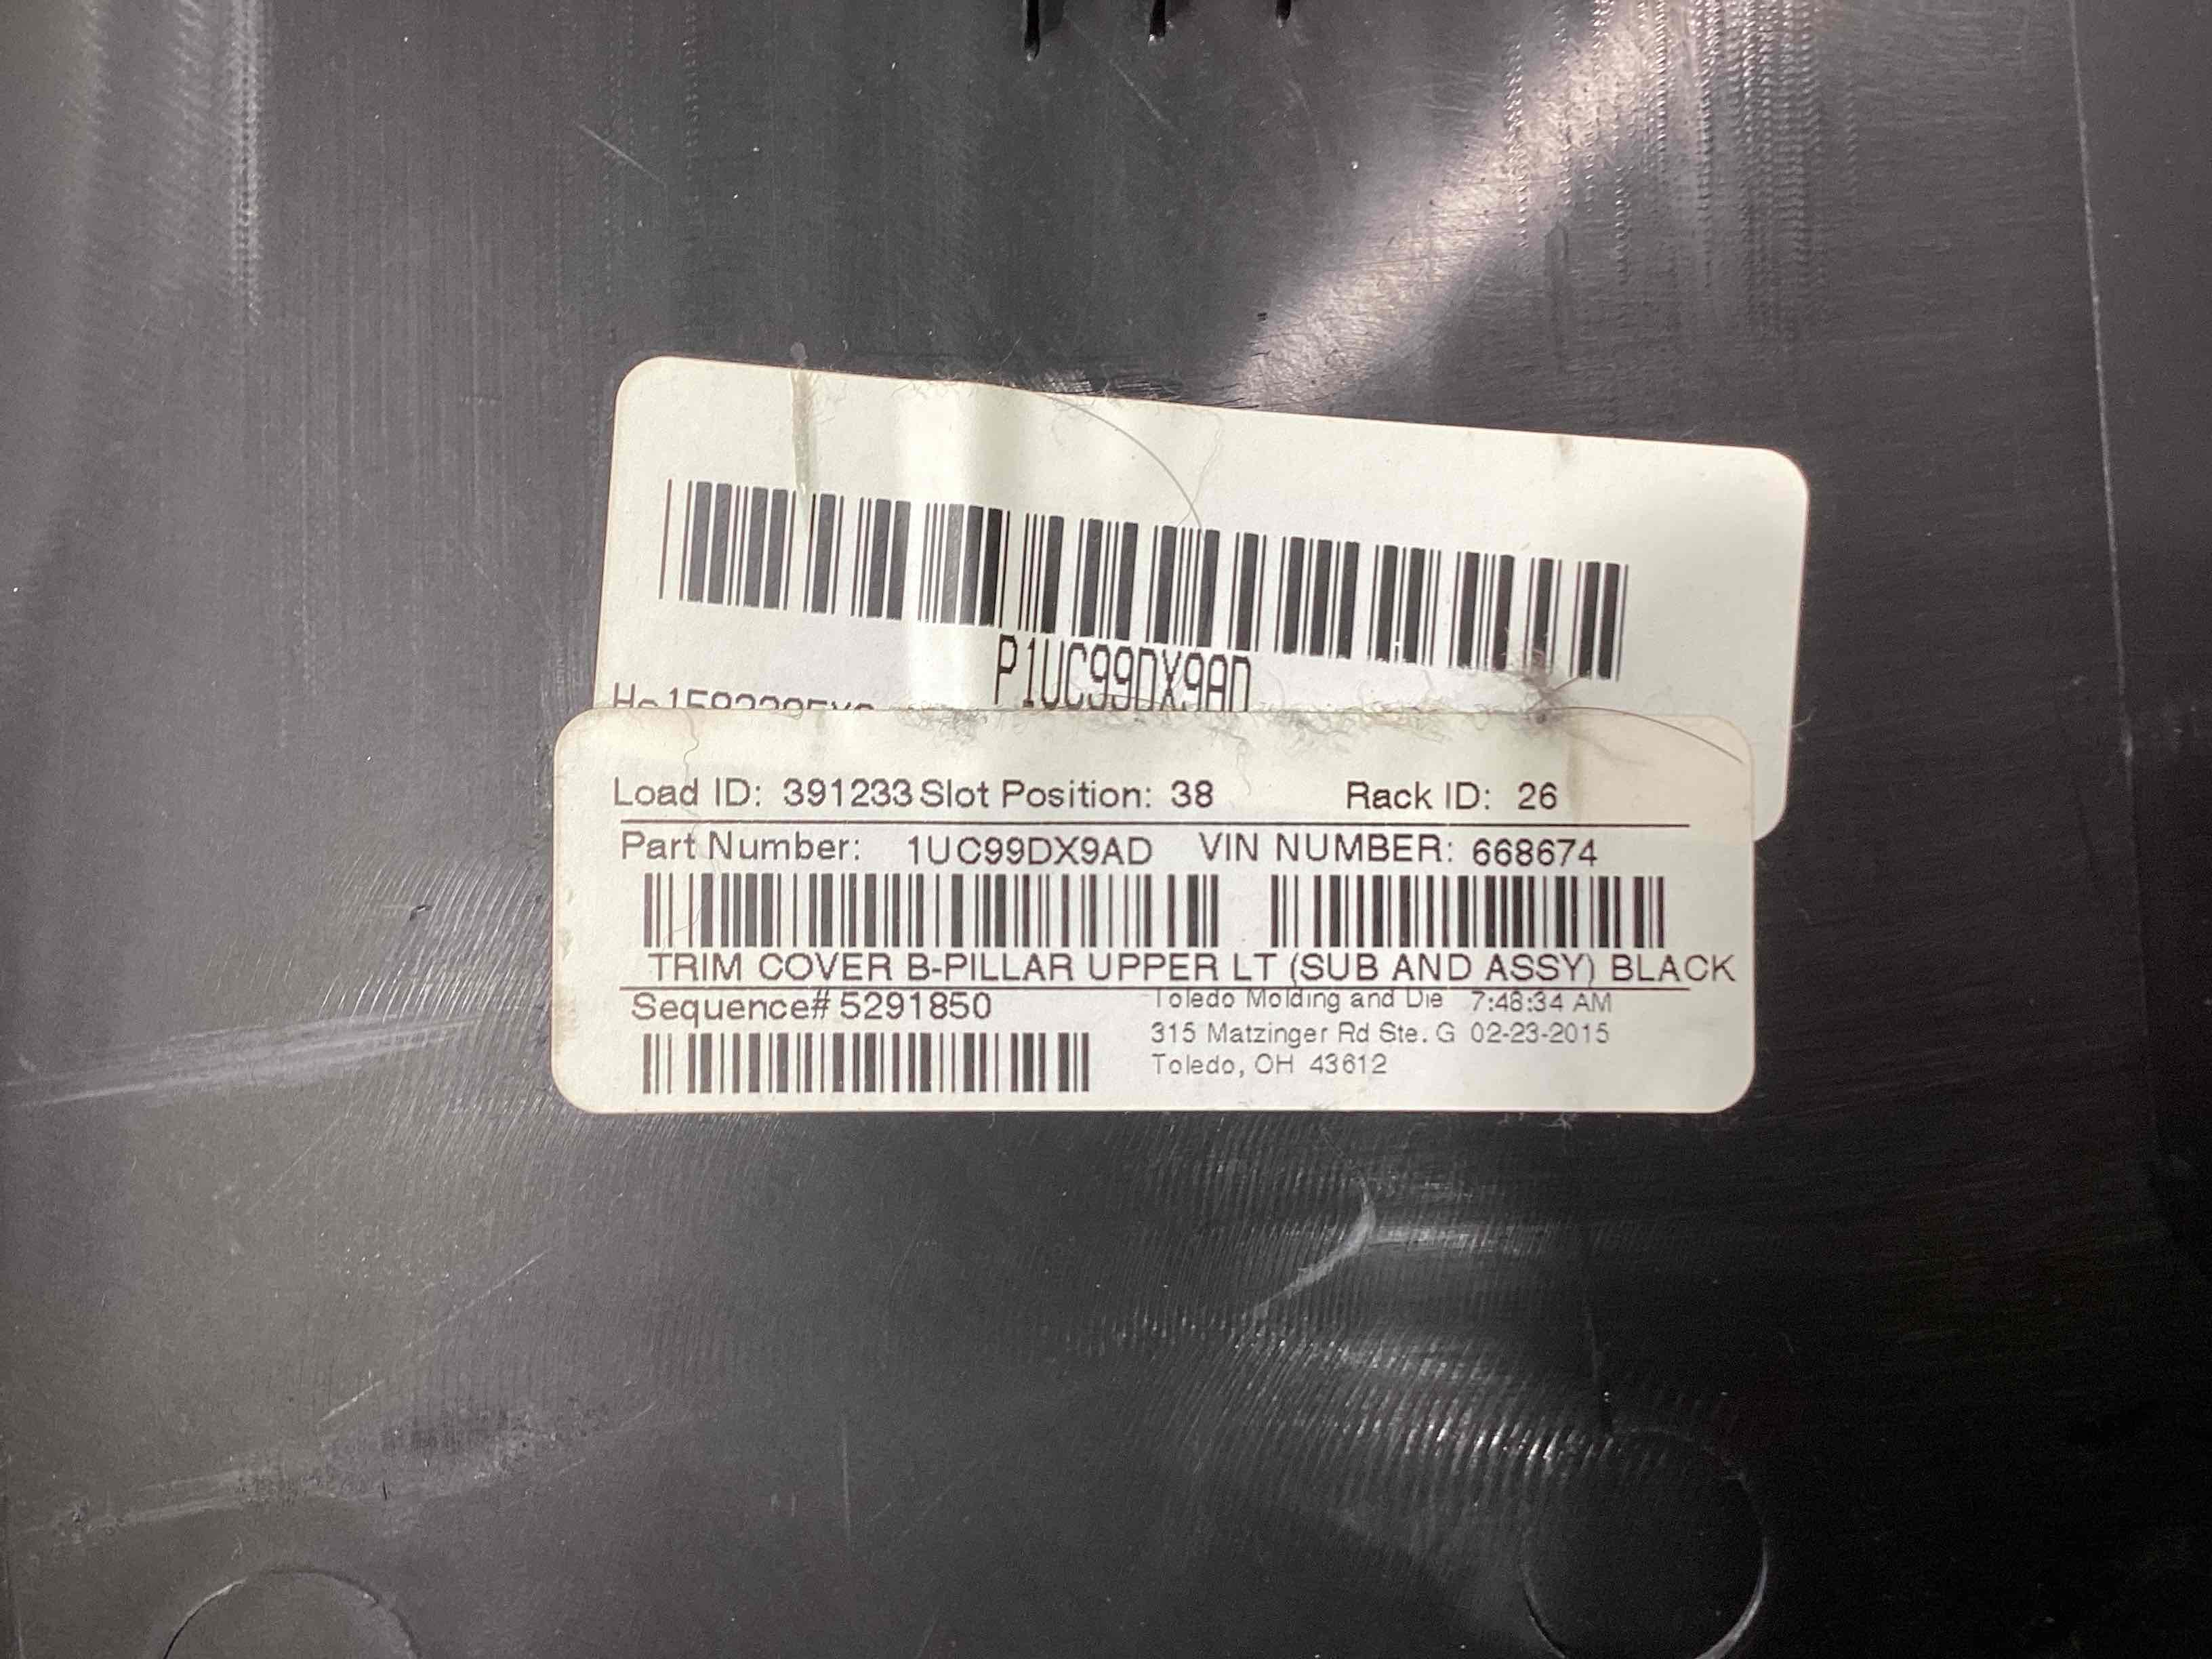 P1UC99DX9AD
Load ID: 391233 Slot Position: 38 Rack ID: 26
Part Number: 1UC99DX9AD VIN NUMBER: 668674
TRIM COVER B-PILLAR UPPER LT (SUB AND ASSY) BLACK
Sequence# 5291850 Toledo Molding and Die 7:48:34 AM
315 Matzinger Rd Ste. G 02-23-2015
Toledo, OH 43612